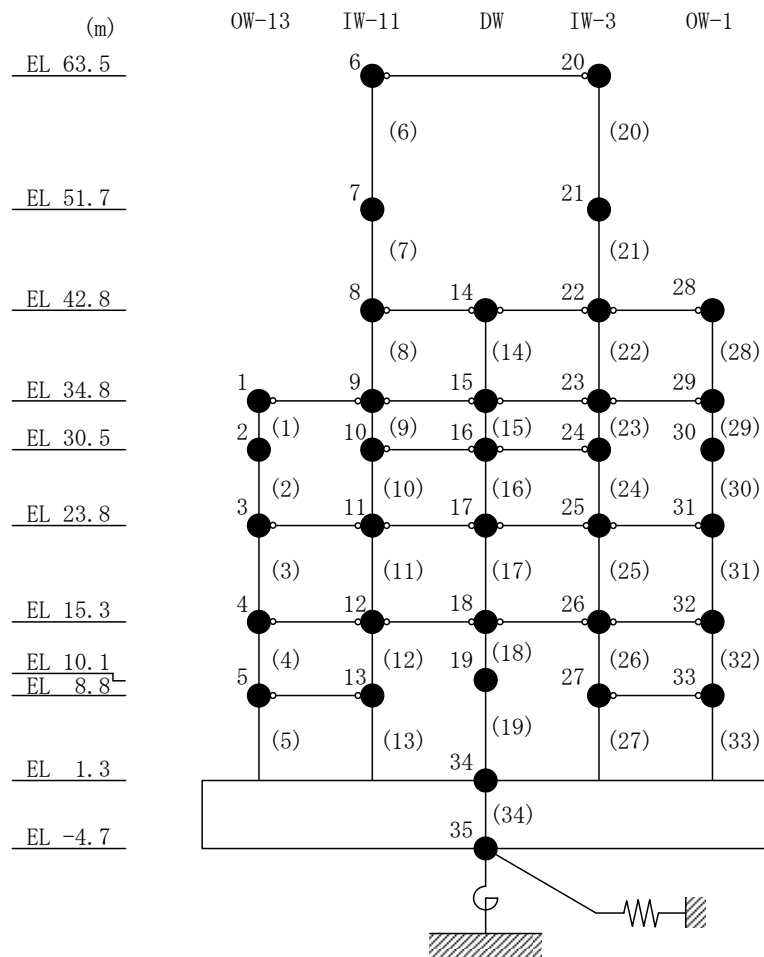 (m) OW-13 IW-11 DW IW-3 OW-1
EL 63.5 6 20
(6) (20)
EL 51.7 7 21
(7) (21)
EL 42.8 8 14 22 28
(8) (14) (22) (28)
EL 34.8 1 9 15 23 29
(1) (9) (15) (23) (29)
EL 30.5 2 10 16 24 30
(2) (10) (16) (24) (30)
EL 23.8 3 11 17 25 31
(3) (11) (17) (25) (31)
EL 15.3 4 12 18 26 32
(4) (12) (18) (26) (32)
EL 10.1 19
EL 8.8 5 13 27 33
(5) (13) (19) (27) (33)
EL 1.3 34
(34)
EL -4.7 35